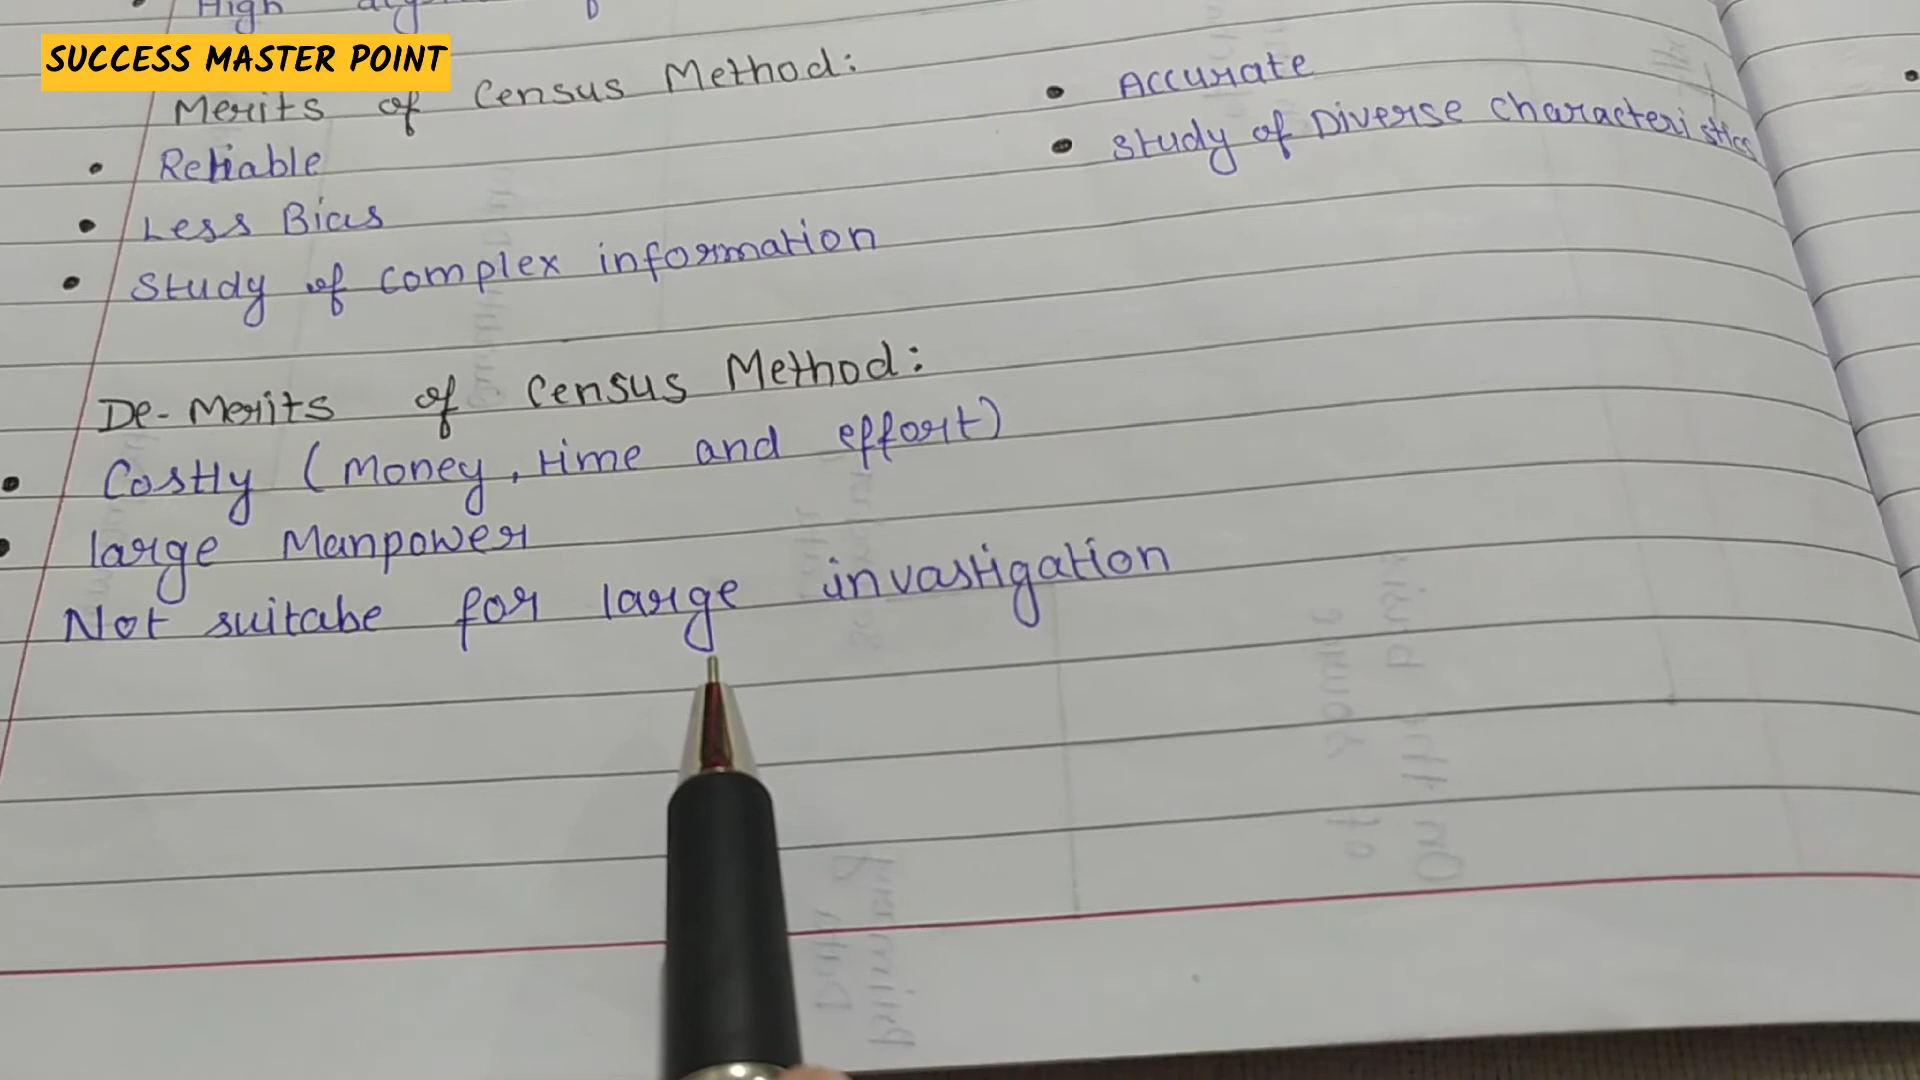 High
SUCCESS MASTER POINT
Merits of Census Method:
• Reliable
• Less Bias
• Study of complex information
• Accurate
• Study of Diverse characteristics
De-Merits of Census Method:
• Costly (Money, time and effort)
• large Manpower
Not suitabe for large invastigation